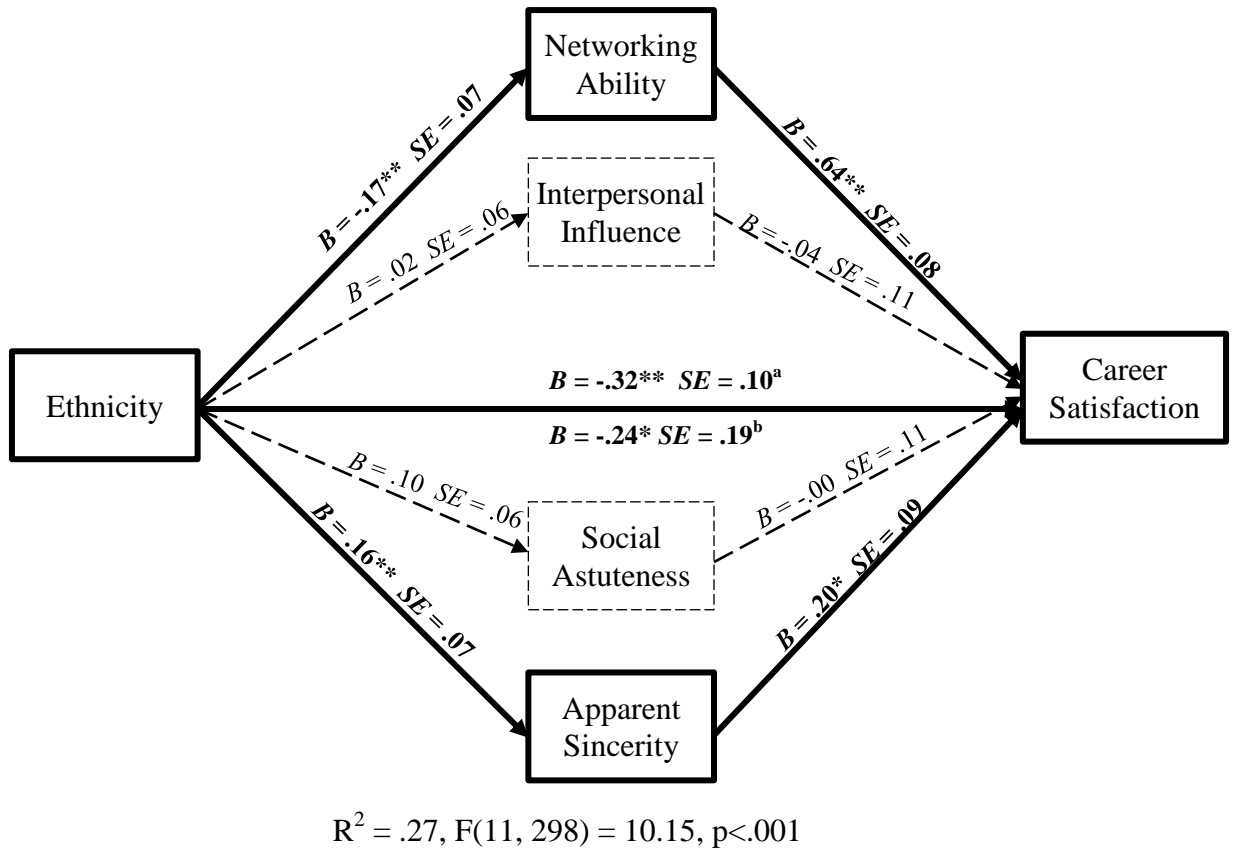 Networking
Ability
B = -.17** SE = .07
B = .64** SE = .08
Interpersonal
Influence
B = .02 SE = .06
B = -.04 SE = .11
Ethnicity
B = -.32** SE = .10ᵃ
B = -.24* SE = .19ᵇ
Career
Satisfaction
B = .10 SE = .06
B = -.00 SE = .11
Social
Astuteness
B = .16** SE = .07
B = .20* SE = .09
Apparent
Sincerity
R² = .27, F(11, 298) = 10.15, p<.001